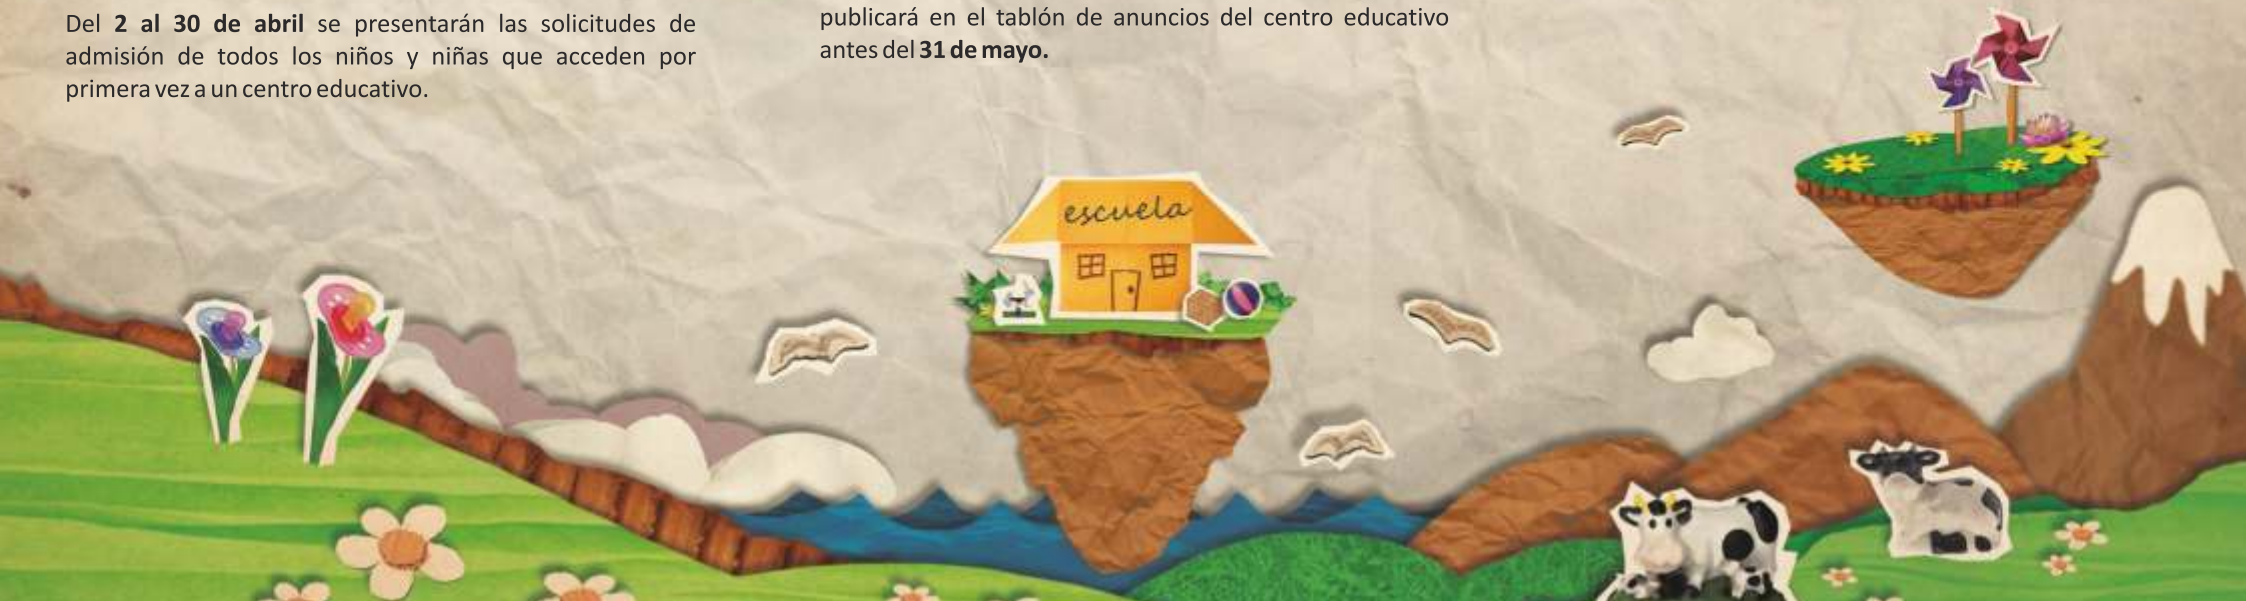 Del 2 al 30 de abril se presentarán las solicitudes de
admisión de todos los niños y niñas que acceden por
primera vez a un centro educativo.
publicará en el tablón de anuncios del centro educativo
antes del 31 de mayo.
escuela